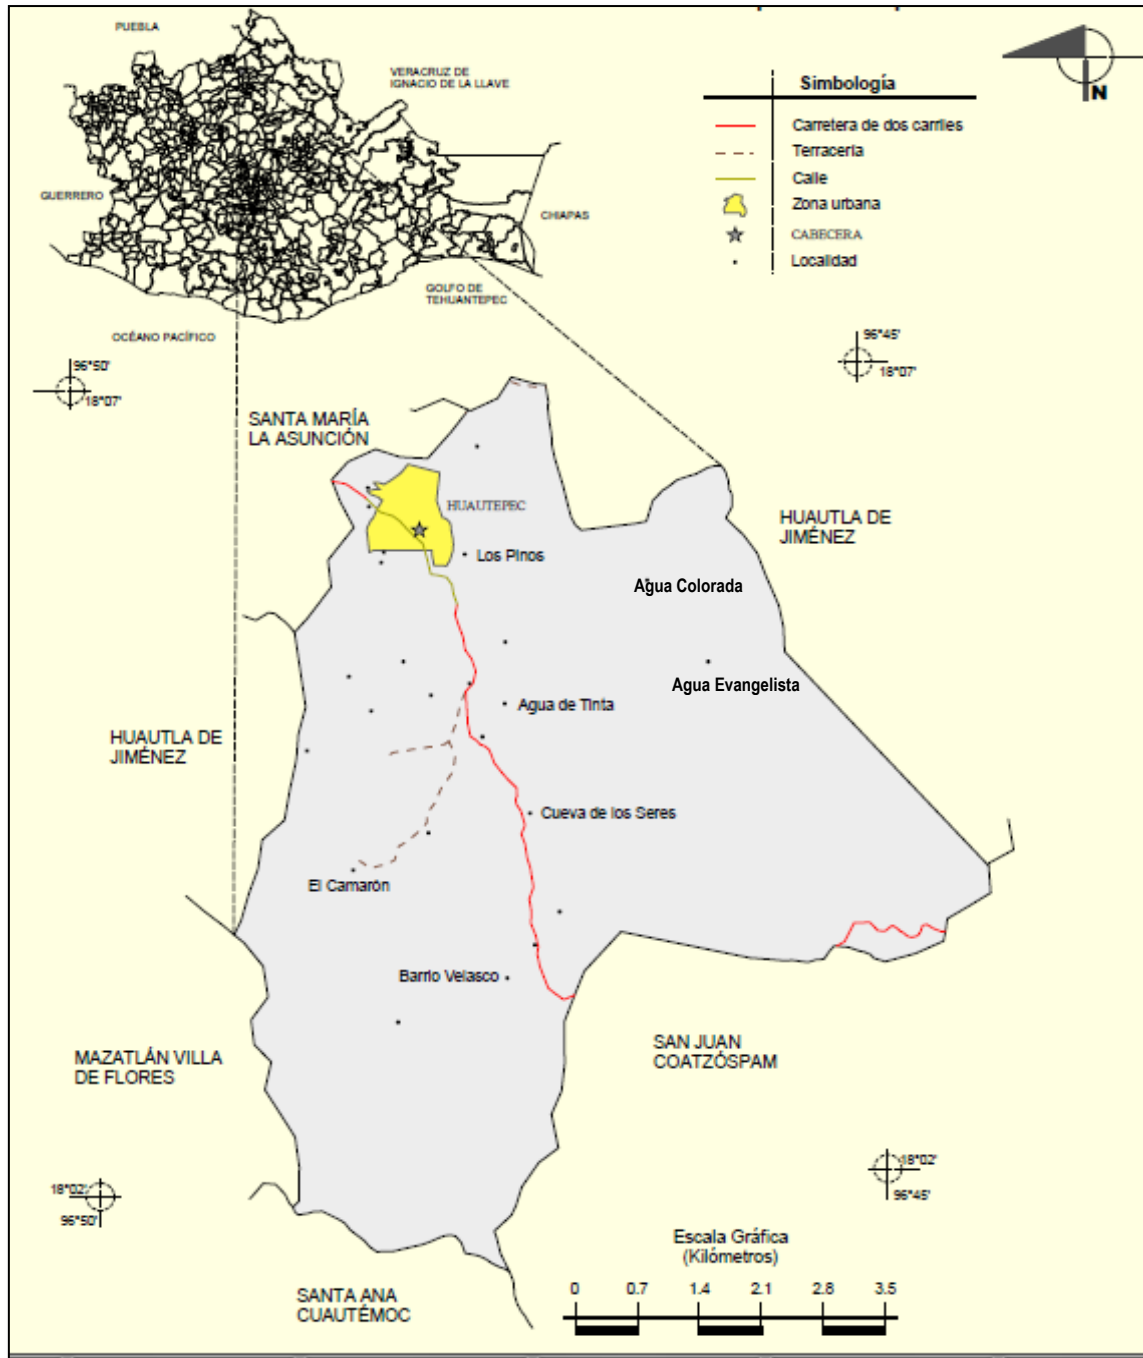 PUEBLA
VERACRUZ DE
IGNACIO DE LA LLAVE
GUERRERO
CHIAPAS
GOLFO DE
TEHUANTEPEC
OCÉANO PACÍFICO
N
Simbología
Carretera de dos carriles
Terracería
Calle
Zona urbana
CABECERA
Localidad
96°50'
18°07'
96°45'
18°07'
SANTA MARÍA
LA ASUNCIÓN
HUAUTEPEC
HUAUTLA DE
JIMÉNEZ
Los Pinos
Agua Colorada
Agua Evangelista
Agua de Tinta
HUAUTLA DE
JIMÉNEZ
Cueva de los Seres
El Camarón
Barrio Velasco
MAZATLÁN VILLA
DE FLORES
SAN JUAN
COATZÓSPAM
18°02'
96°50'
18°02'
96°45'
Escala Gráfica
(Kilómetros)
0 0.7 1.4 2.1 2.8 3.5
SANTA ANA
CUAUTÉMOC